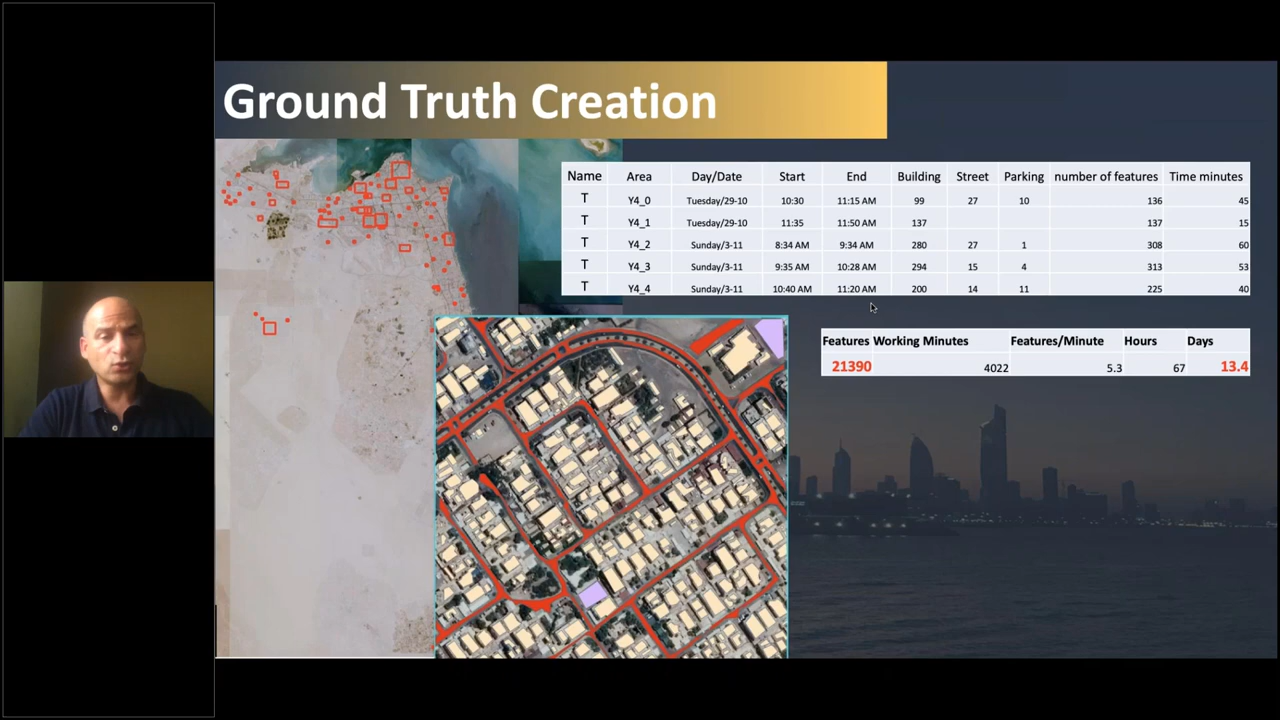 Ground Truth Creation
Name Area Day/Date Start End Building Street Parking number of features Time minutes
T Y4_0 Tuesday/29-10 10:30 11:15 AM 99 27 10 136 45
T Y4_1 Tuesday/29-10 11:35 11:50 AM 137 137 15
T Y4_2 Sunday/3-11 8:34 AM 9:34 AM 280 27 1 308 60
T Y4_3 Sunday/3-11 9:35 AM 10:28 AM 294 15 4 313 53
T Y4_4 Sunday/3-11 10:40 AM 11:20 AM 200 14 11 225 40
Features Working Minutes Features/Minute Hours Days
21390 4022 5.3 67 13.4